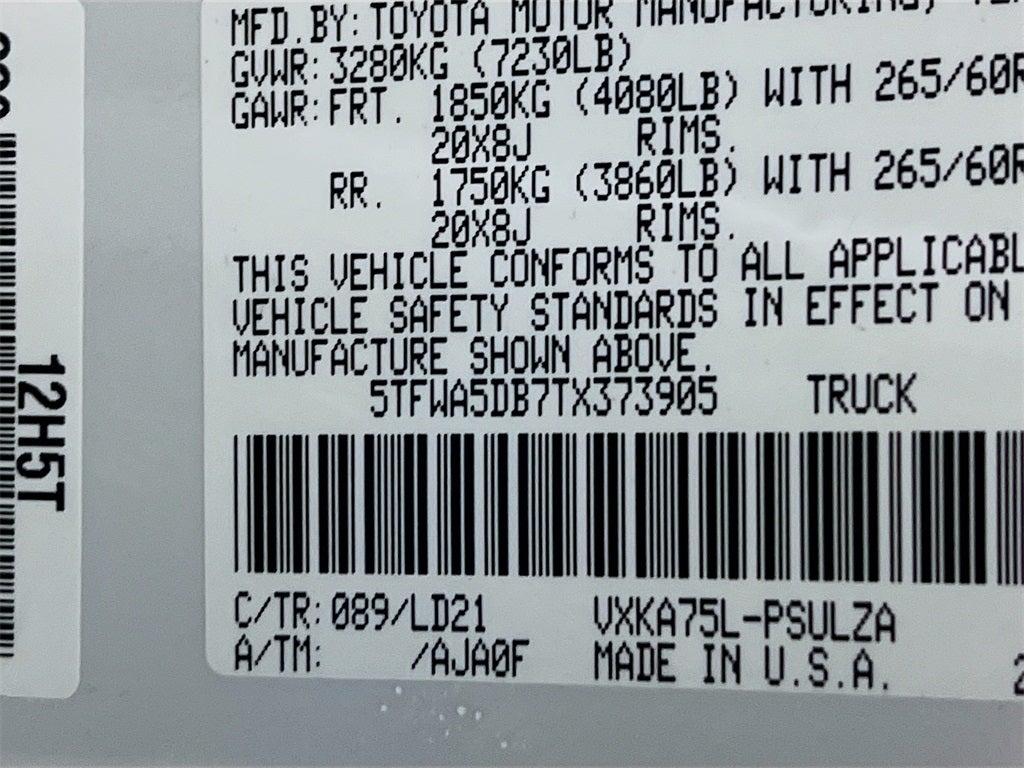 MFD.BY: TOYOTA MOTOR MANUFACTURING,
GVWR: 3280KG (7230LB)
GAWR: FRT. 1850KG (4080LB) WITH 265/60R
20X8J RIMS.
RR. 1750KG (3860LB) WITH 265/60R
20X8J RIMS.
THIS VEHICLE CONFORMS TO ALL APPLICABL
VEHICLE SAFETY STANDARDS IN EFFECT ON
MANUFACTURE SHOWN ABOVE.
5TFWA5DB7TX373905 TRUCK
C/TR: 089/LD21 VXKA75L-PSULZA
A/TM: /AJA0F MADE IN U.S.A.
12H5T